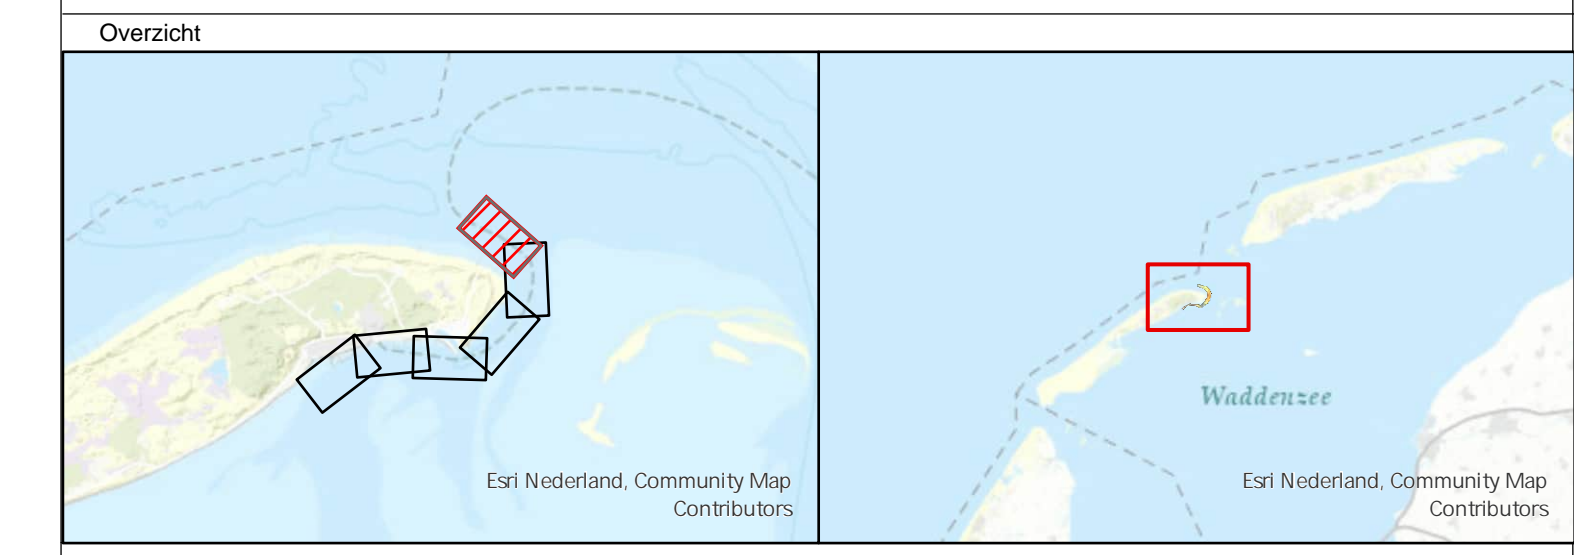 Overzicht
Esri Nederland, Community Map
Contributors
Waddenzee
Esri Nederland, Community Map
Contributors